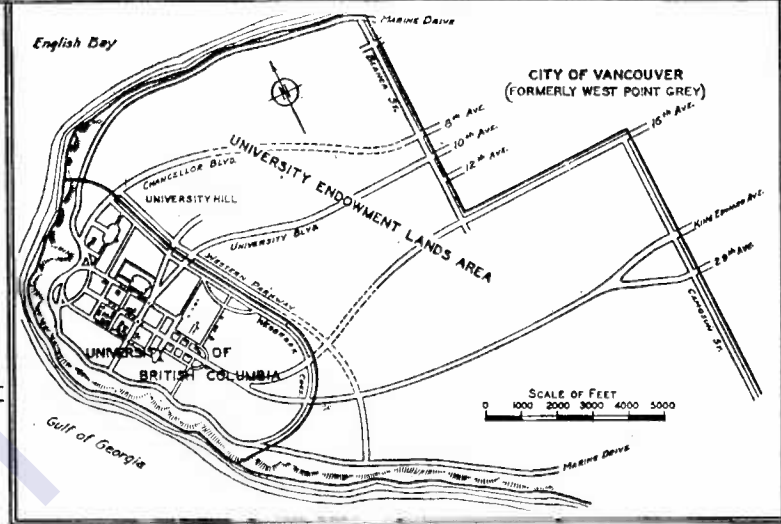 MARINE DRIVE
English Bay
BLANCA ST.
CITY OF VANCOUVER
(FORMERLY WEST POINT GREY)
N
8TH AVE.
10TH AVE.
12TH AVE.
16TH AVE.
UNIVERSITY ENDOWMENT LANDS AREA
CHANCELLOR BLVD.
UNIVERSITY HILL
UNIVERSITY BLVD.
WESTERN PARKWAY
KING EDWARD AVE.
29TH AVE.
CAMOSUN ST.
UNIVERSITY OF
BRITISH COLUMBIA
SCALE OF FEET
0 1000 2000 3000 4000 5000
Gulf of Georgia
MARINE DRIVE